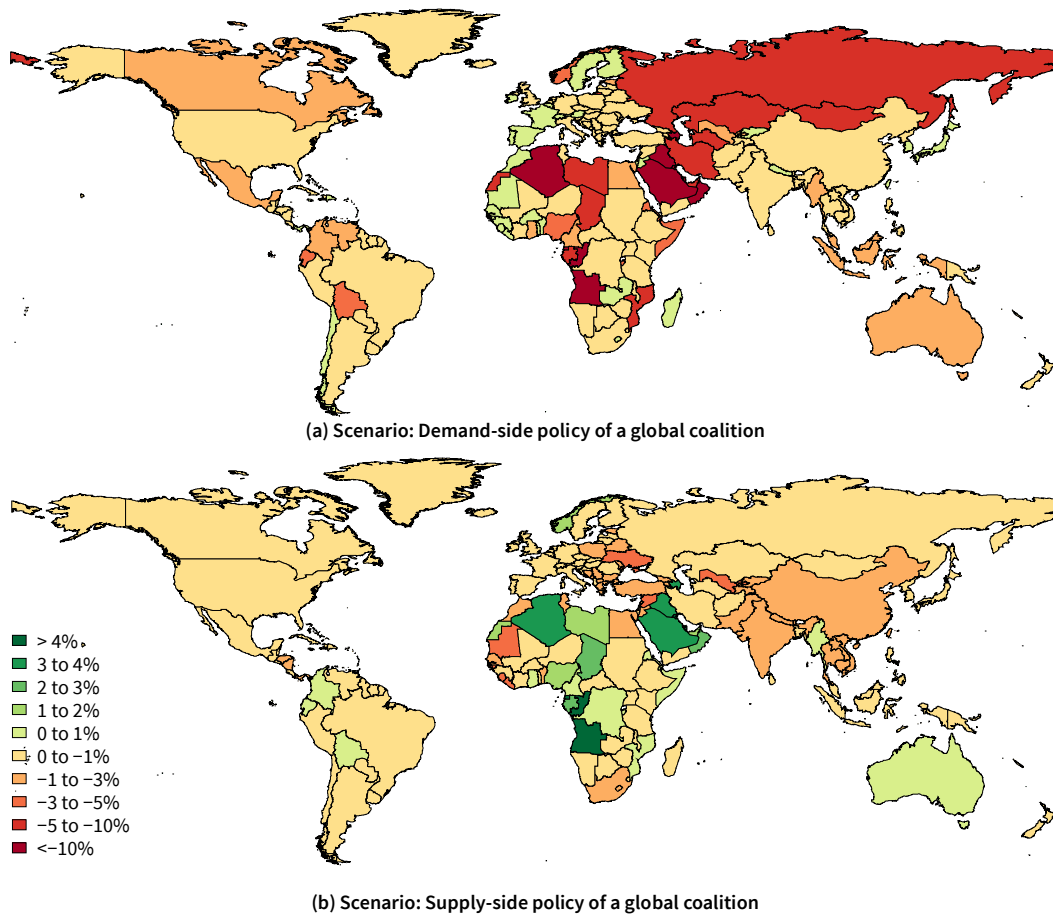 (a) Scenario: Demand-side policy of a global coalition
> 4%
3 to 4%
2 to 3%
1 to 2%
0 to 1%
0 to −1%
−1 to −3%
−3 to −5%
−5 to −10%
<−10%
(b) Scenario: Supply-side policy of a global coalition